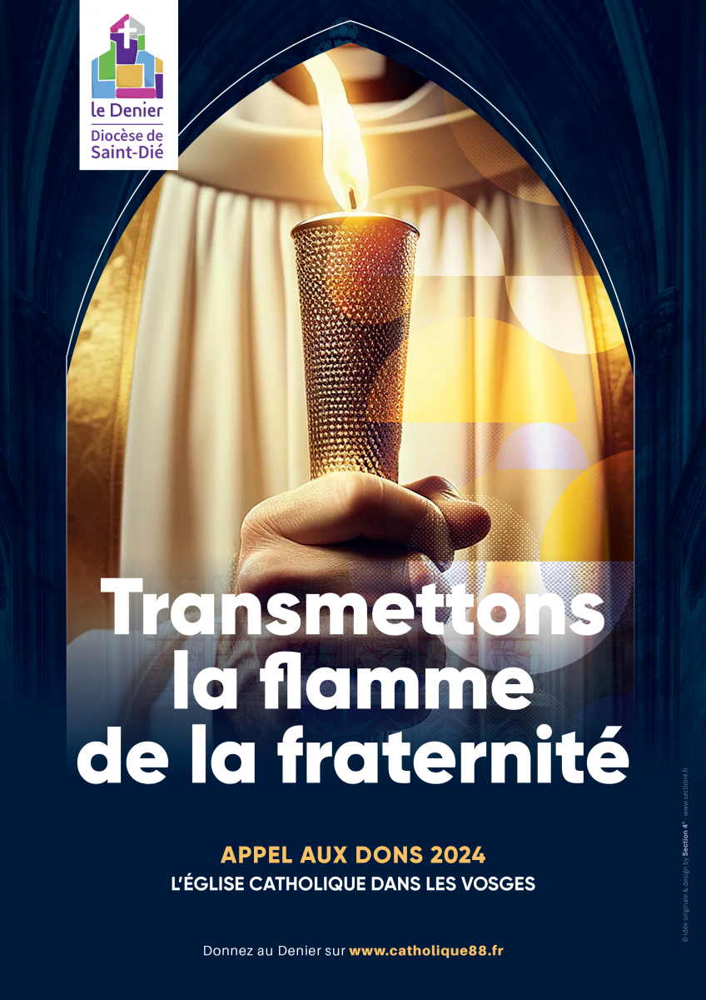 le Denier
Diocèse de
Saint-Dié
Transmettons
la flamme
de la fraternité
APPEL AUX DONS 2024
L'ÉGLISE CATHOLIQUE DANS LES VOSGES
Donnez au Denier sur www.catholique88.fr
© Idée originale & design by Section 4® - www.section4.fr